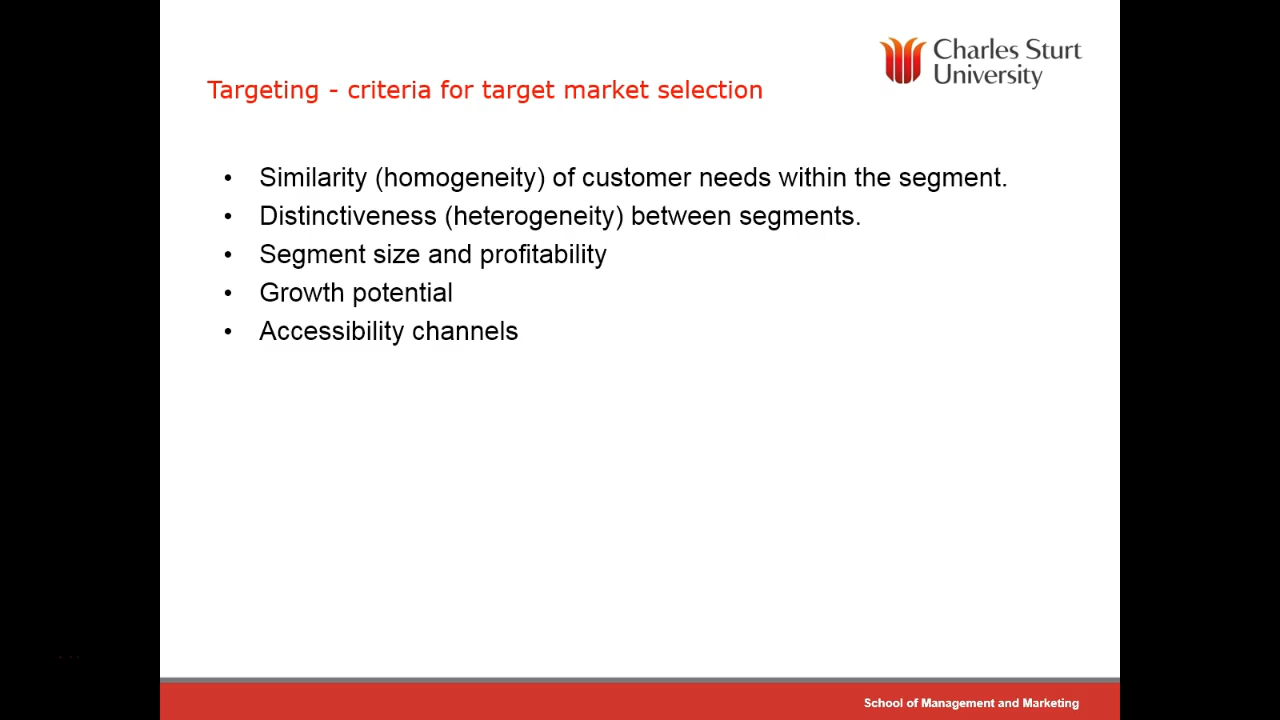 Charles Sturt
University
Targeting - criteria for target market selection
• Similarity (homogeneity) of customer needs within the segment.
• Distinctiveness (heterogeneity) between segments.
• Segment size and profitability
• Growth potential
• Accessibility channels
School of Management and Marketing